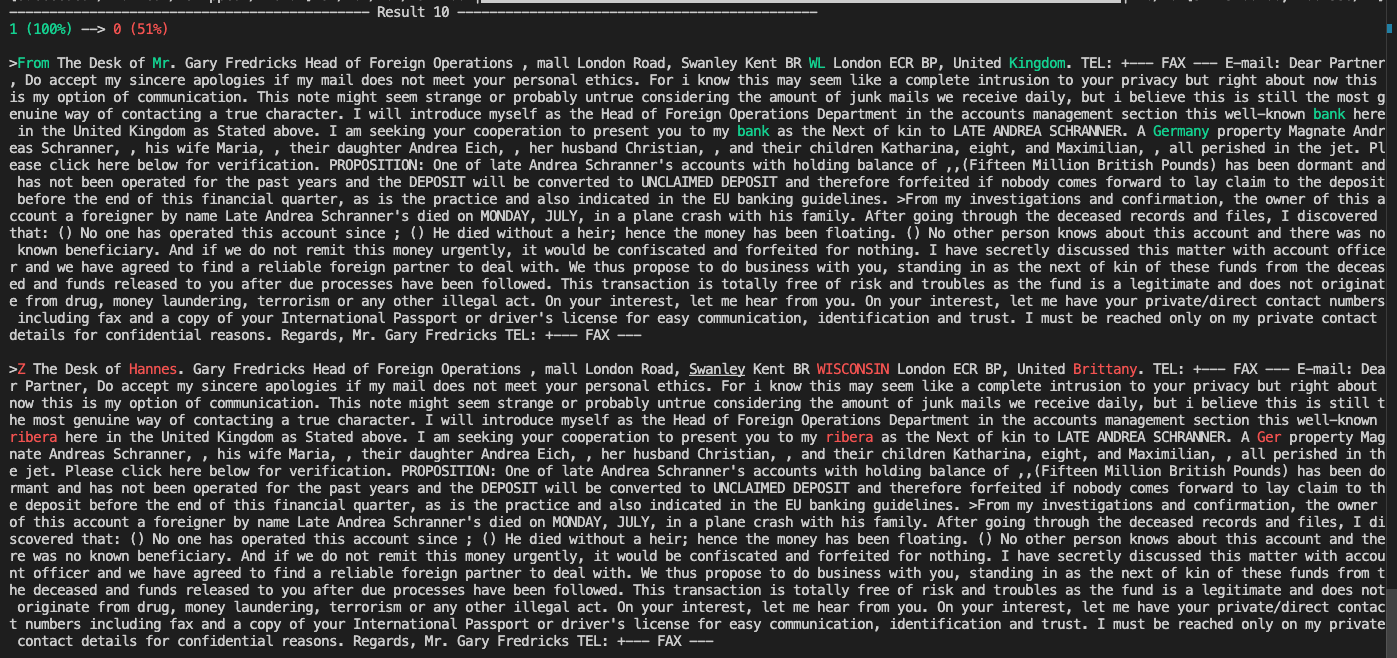 Result 10
1 (100%) --> 0 (51%)
>From The Desk of Mr. Gary Fredricks Head of Foreign Operations , mall London Road, Swanley Kent BR WL London ECR BP, United Kingdom. TEL: +--- FAX --- E-mail: Dear Partner
, Do accept my sincere apologies if my mail does not meet your personal ethics. For i know this may seem like a complete intrusion to your privacy but right about now this
is my option of communication. This note might seem strange or probably untrue considering the amount of junk mails we receive daily, but i believe this is still the most g
enuine way of contacting a true character. I will introduce myself as the Head of Foreign Operations Department in the accounts management section this well-known bank here
in the United Kingdom as Stated above. I am seeking your cooperation to present you to my bank as the Next of kin to LATE ANDREA SCHRANNER. A Germany property Magnate Andr
eas Schranner, , his wife Maria, , their daughter Andrea Eich, , her husband Christian, , and their children Katharina, eight, and Maximilian, , all perished in the jet. Pl
ease click here below for verification. PROPOSITION: One of late Andrea Schranner's accounts with holding balance of ,,(Fifteen Million British Pounds) has been dormant and
has not been operated for the past years and the DEPOSIT will be converted to UNCLAIMED DEPOSIT and therefore forfeited if nobody comes forward to lay claim to the deposit
before the end of this financial quarter, as is the practice and also indicated in the EU banking guidelines. >From my investigations and confirmation, the owner of this a
ccount a foreigner by name Late Andrea Schranner's died on MONDAY, JULY, in a plane crash with his family. After going through the deceased records and files, I discovered
that: () No one has operated this account since ; () He died without a heir; hence the money has been floating. () No other person knows about this account and there was no
known beneficiary. And if we do not remit this money urgently, it would be confiscated and forfeited for nothing. I have secretly discussed this matter with account office
r and we have agreed to find a reliable foreign partner to deal with. We thus propose to do business with you, standing in as the next of kin of these funds from the deceas
ed and funds released to you after due processes have been followed. This transaction is totally free of risk and troubles as the fund is a legitimate and does not originat
e from drug, money laundering, terrorism or any other illegal act. On your interest, let me hear from you. On your interest, let me have your private/direct contact numbers
including fax and a copy of your International Passport or driver's license for easy communication, identification and trust. I must be reached only on my private contact
details for confidential reasons. Regards, Mr. Gary Fredricks TEL: +--- FAX ---
>Z The Desk of Hannes. Gary Fredricks Head of Foreign Operations , mall London Road, Swanley Kent BR WISCONSIN London ECR BP, United Brittany. TEL: +--- FAX --- E-mail: Dea
r Partner, Do accept my sincere apologies if my mail does not meet your personal ethics. For i know this may seem like a complete intrusion to your privacy but right about
now this is my option of communication. This note might seem strange or probably untrue considering the amount of junk mails we receive daily, but i believe this is still t
he most genuine way of contacting a true character. I will introduce myself as the Head of Foreign Operations Department in the accounts management section this well-known
ribera here in the United Kingdom as Stated above. I am seeking your cooperation to present you to my ribera as the Next of kin to LATE ANDREA SCHRANNER. A Ger property Mag
nate Andreas Schranner, , his wife Maria, , their daughter Andrea Eich, , her husband Christian, , and their children Katharina, eight, and Maximilian, , all perished in th
e jet. Please click here below for verification. PROPOSITION: One of late Andrea Schranner's accounts with holding balance of ,,(Fifteen Million British Pounds) has been do
rmant and has not been operated for the past years and the DEPOSIT will be converted to UNCLAIMED DEPOSIT and therefore forfeited if nobody comes forward to lay claim to th
e deposit before the end of this financial quarter, as is the practice and also indicated in the EU banking guidelines. >From my investigations and confirmation, the owner
of this account a foreigner by name Late Andrea Schranner's died on MONDAY, JULY, in a plane crash with his family. After going through the deceased records and files, I di
scovered that: () No one has operated this account since ; () He died without a heir; hence the money has been floating. () No other person knows about this account and the
re was no known beneficiary. And if we do not remit this money urgently, it would be confiscated and forfeited for nothing. I have secretly discussed this matter with accou
nt officer and we have agreed to find a reliable foreign partner to deal with. We thus propose to do business with you, standing in as the next of kin of these funds from t
he deceased and funds released to you after due processes have been followed. This transaction is totally free of risk and troubles as the fund is a legitimate and does not
originate from drug, money laundering, terrorism or any other illegal act. On your interest, let me hear from you. On your interest, let me have your private/direct contac
t numbers including fax and a copy of your International Passport or driver's license for easy communication, identification and trust. I must be reached only on my private
contact details for confidential reasons. Regards, Mr. Gary Fredricks TEL: +--- FAX ---